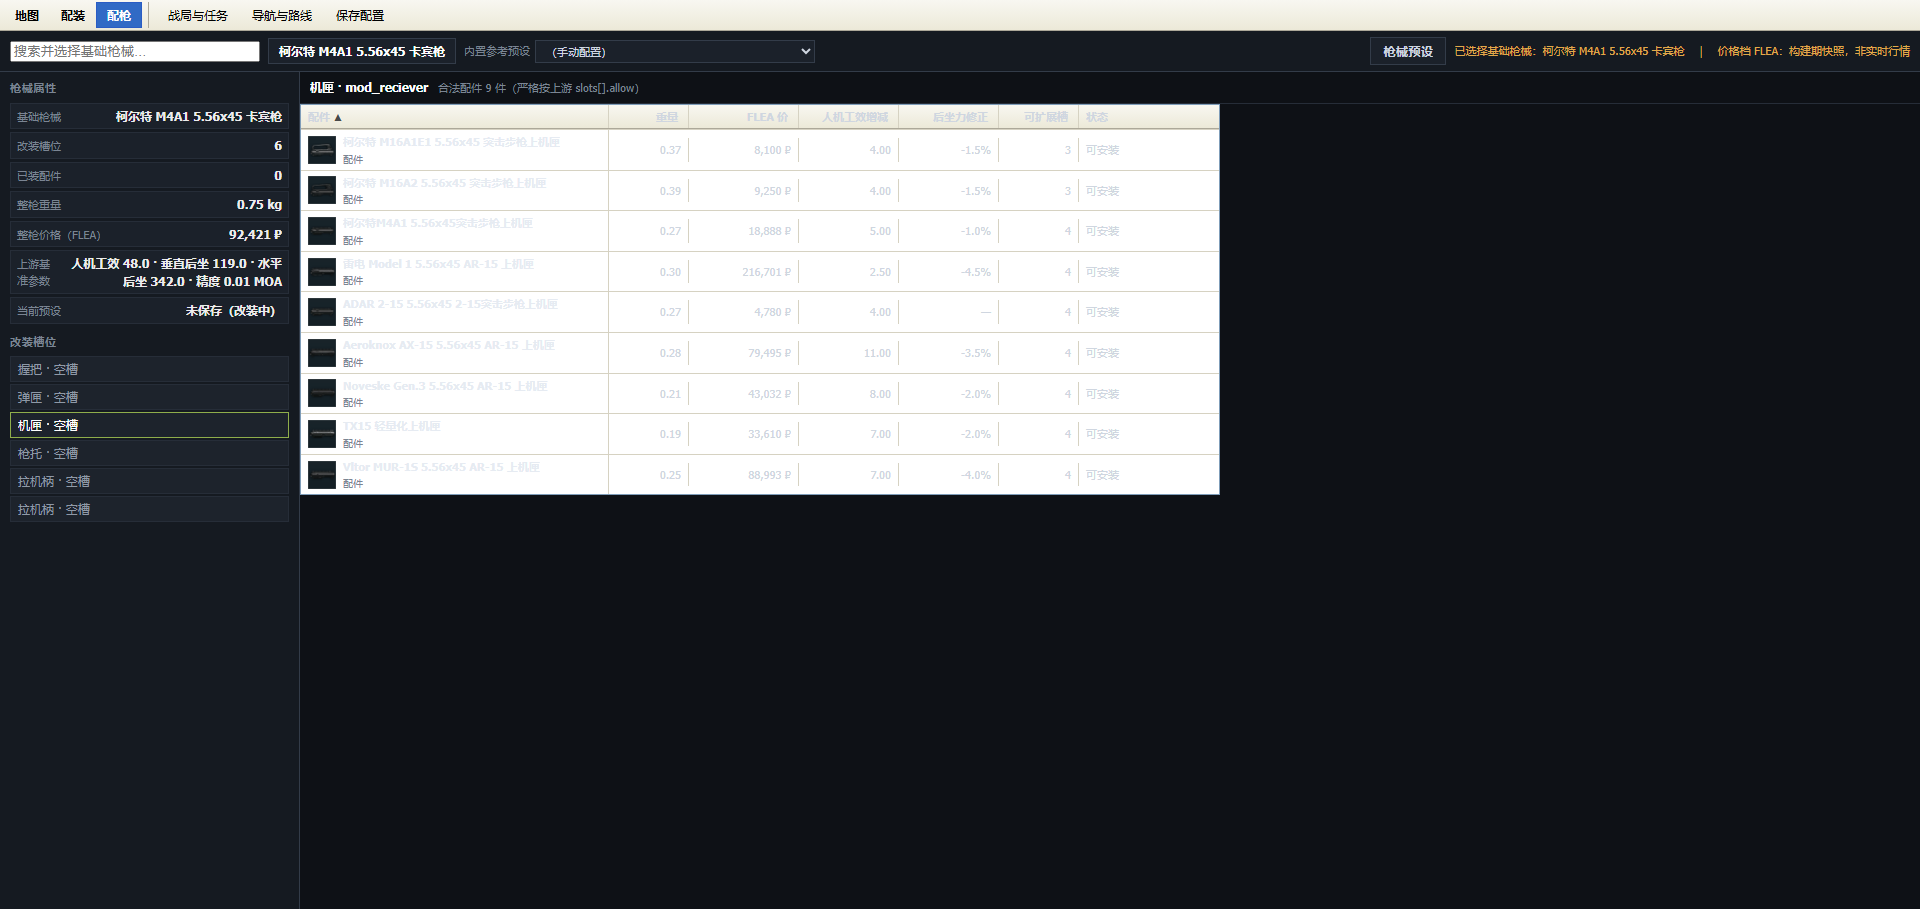 地图 配装 配枪 战局与任务 导航与路线 保存配置
搜索并选择基础枪械... 柯尔特 M4A1 5.56x45 卡宾枪 内置参考预设 (手动配置) 枪械预设 已选择基础枪械：柯尔特 M4A1 5.56x45 卡宾枪 | 价格档 FLEA：构建期快照，非实时行情
枪械属性
基础枪械 柯尔特 M4A1 5.56x45 卡宾枪
改装槽位 6
已装配件 0
整枪重量 0.75 kg
整枪价格（FLEA） 92,421 ₽
上游基准参数 人机工效 48.0 · 垂直后坐 119.0 · 水平
后坐 342.0 · 精度 0.01 MOA
当前预设 未保存（改装中）
改装槽位
握把 · 空槽
弹匣 · 空槽
机匣 · 空槽
枪托 · 空槽
拉机柄 · 空槽
拉机柄 · 空槽
机匣 · mod_reciever 合法配件 9 件（严格按上游 slots[].allow）
配件 ▲ 重量 FLEA 价 人机工效增减 后坐力修正 可扩展槽 状态
柯尔特 M16A1E1 5.56x45 突击步枪上机匣
配件 0.37 8,100 ₽ 4.00 -1.5% 3 可安装
柯尔特 M16A2 5.56x45 突击步枪上机匣
配件 0.39 9,250 ₽ 4.00 -1.5% 3 可安装
柯尔特M4A1 5.56x45突击步枪上机匣
配件 0.27 18,888 ₽ 5.00 -1.0% 4 可安装
雷电 Model 1 5.56x45 AR-15 上机匣
配件 0.30 216,701 ₽ 2.50 -4.5% 4 可安装
ADAR 2-15 5.56x45 2-15突击步枪上机匣
配件 0.27 4,780 ₽ 4.00 — 4 可安装
Aeroknox AX-15 5.56x45 AR-15 上机匣
配件 0.28 79,495 ₽ 11.00 -3.5% 4 可安装
Noveske Gen.3 5.56x45 AR-15 上机匣
配件 0.21 43,032 ₽ 8.00 -2.0% 4 可安装
TX15 轻量化上机匣
配件 0.19 33,610 ₽ 7.00 -2.0% 4 可安装
Vltor MUR-1S 5.56x45 AR-15 上机匣
配件 0.25 88,993 ₽ 7.00 -4.0% 4 可安装